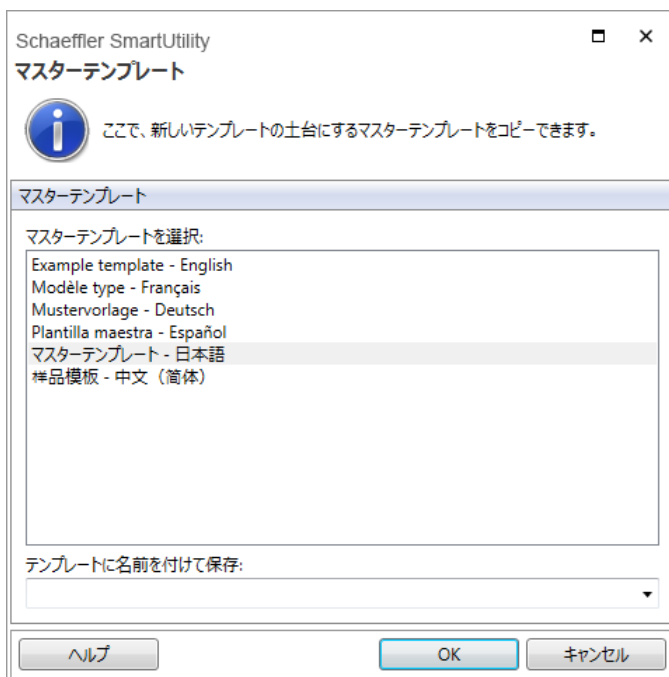 Schaeffler SmartUtility
マスターテンプレート
ここで、新しいテンプレートの土台にするマスターテンプレートをコピーできます。
マスターテンプレート
マスターテンプレートを選択:
Example template - English
Modèle type - Français
Mustervorlage - Deutsch
Plantilla maestra - Español
マスターテンプレート - 日本語
样品模板 - 中文（简体）
テンプレートに名前を付けて保存:
ヘルプ OK キャンセル